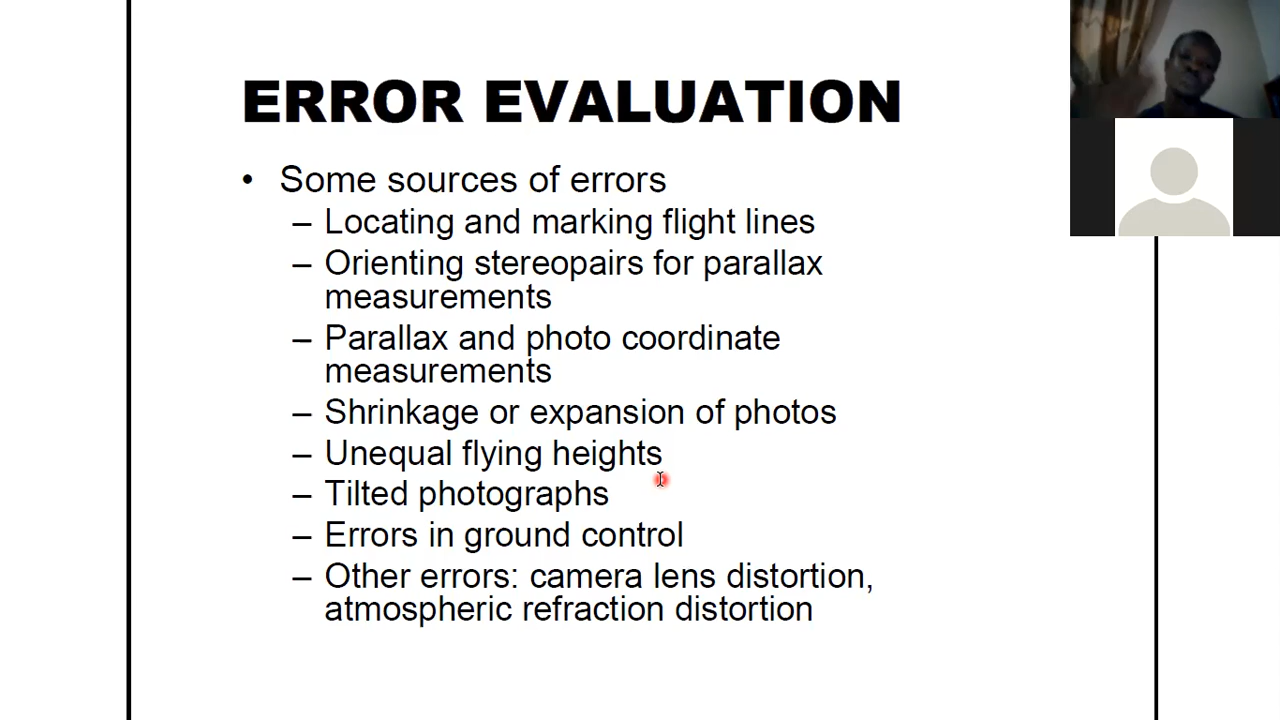 ERROR EVALUATION
• Some sources of errors
– Locating and marking flight lines
– Orienting stereopairs for parallax
measurements
– Parallax and photo coordinate
measurements
– Shrinkage or expansion of photos
– Unequal flying heights
– Tilted photographs
– Errors in ground control
– Other errors: camera lens distortion,
atmospheric refraction distortion